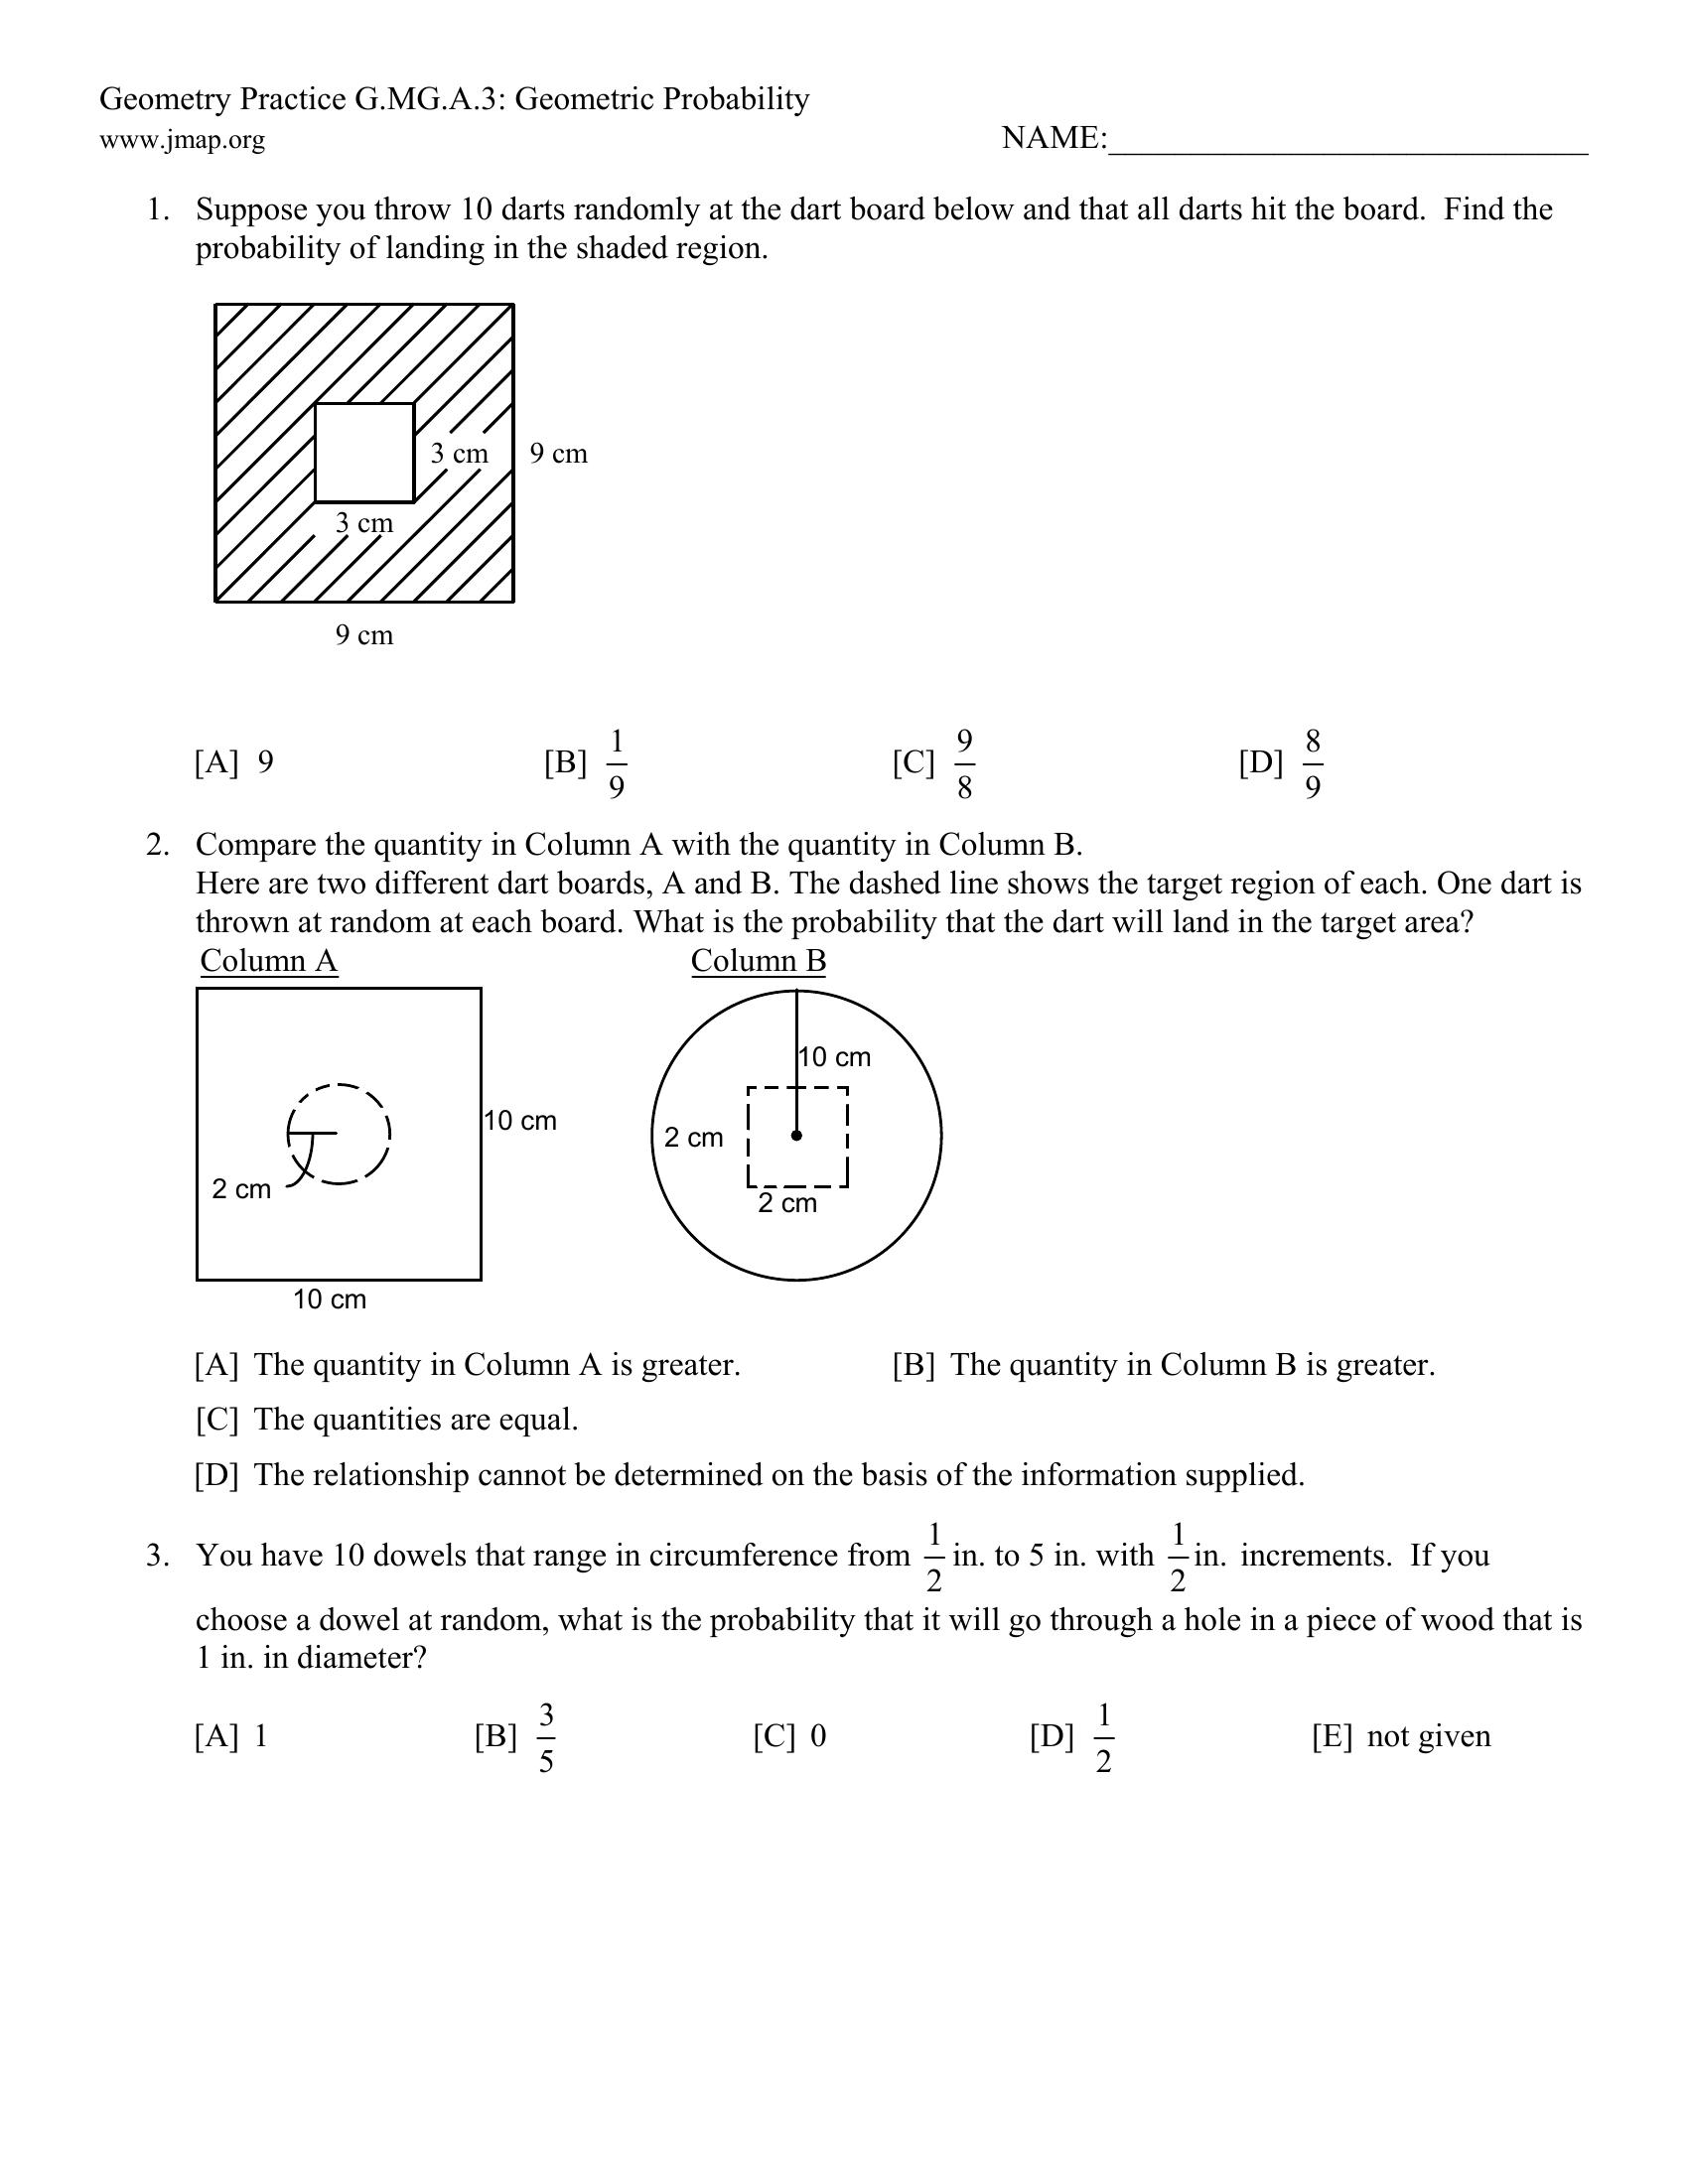 Geometry Practice G.MG.A.3: Geometric Probability
www.jmap.org NAME:______________________________
1. Suppose you throw 10 darts randomly at the dart board below and that all darts hit the board. Find the
probability of landing in the shaded region.
3 cm 9 cm
3 cm
9 cm
[A] 9 [B] 1/9 [C] 9/8 [D] 8/9
2. Compare the quantity in Column A with the quantity in Column B.
Here are two different dart boards, A and B. The dashed line shows the target region of each. One dart is
thrown at random at each board. What is the probability that the dart will land in the target area?
Column A Column B
10 cm
10 cm
2 cm
2 cm
2 cm
10 cm
[A] The quantity in Column A is greater. [B] The quantity in Column B is greater.
[C] The quantities are equal.
[D] The relationship cannot be determined on the basis of the information supplied.
3. You have 10 dowels that range in circumference from 1/2 in. to 5 in. with 1/2 in. increments. If you
choose a dowel at random, what is the probability that it will go through a hole in a piece of wood that is
1 in. in diameter?
[A] 1 [B] 3/5 [C] 0 [D] 1/2 [E] not given